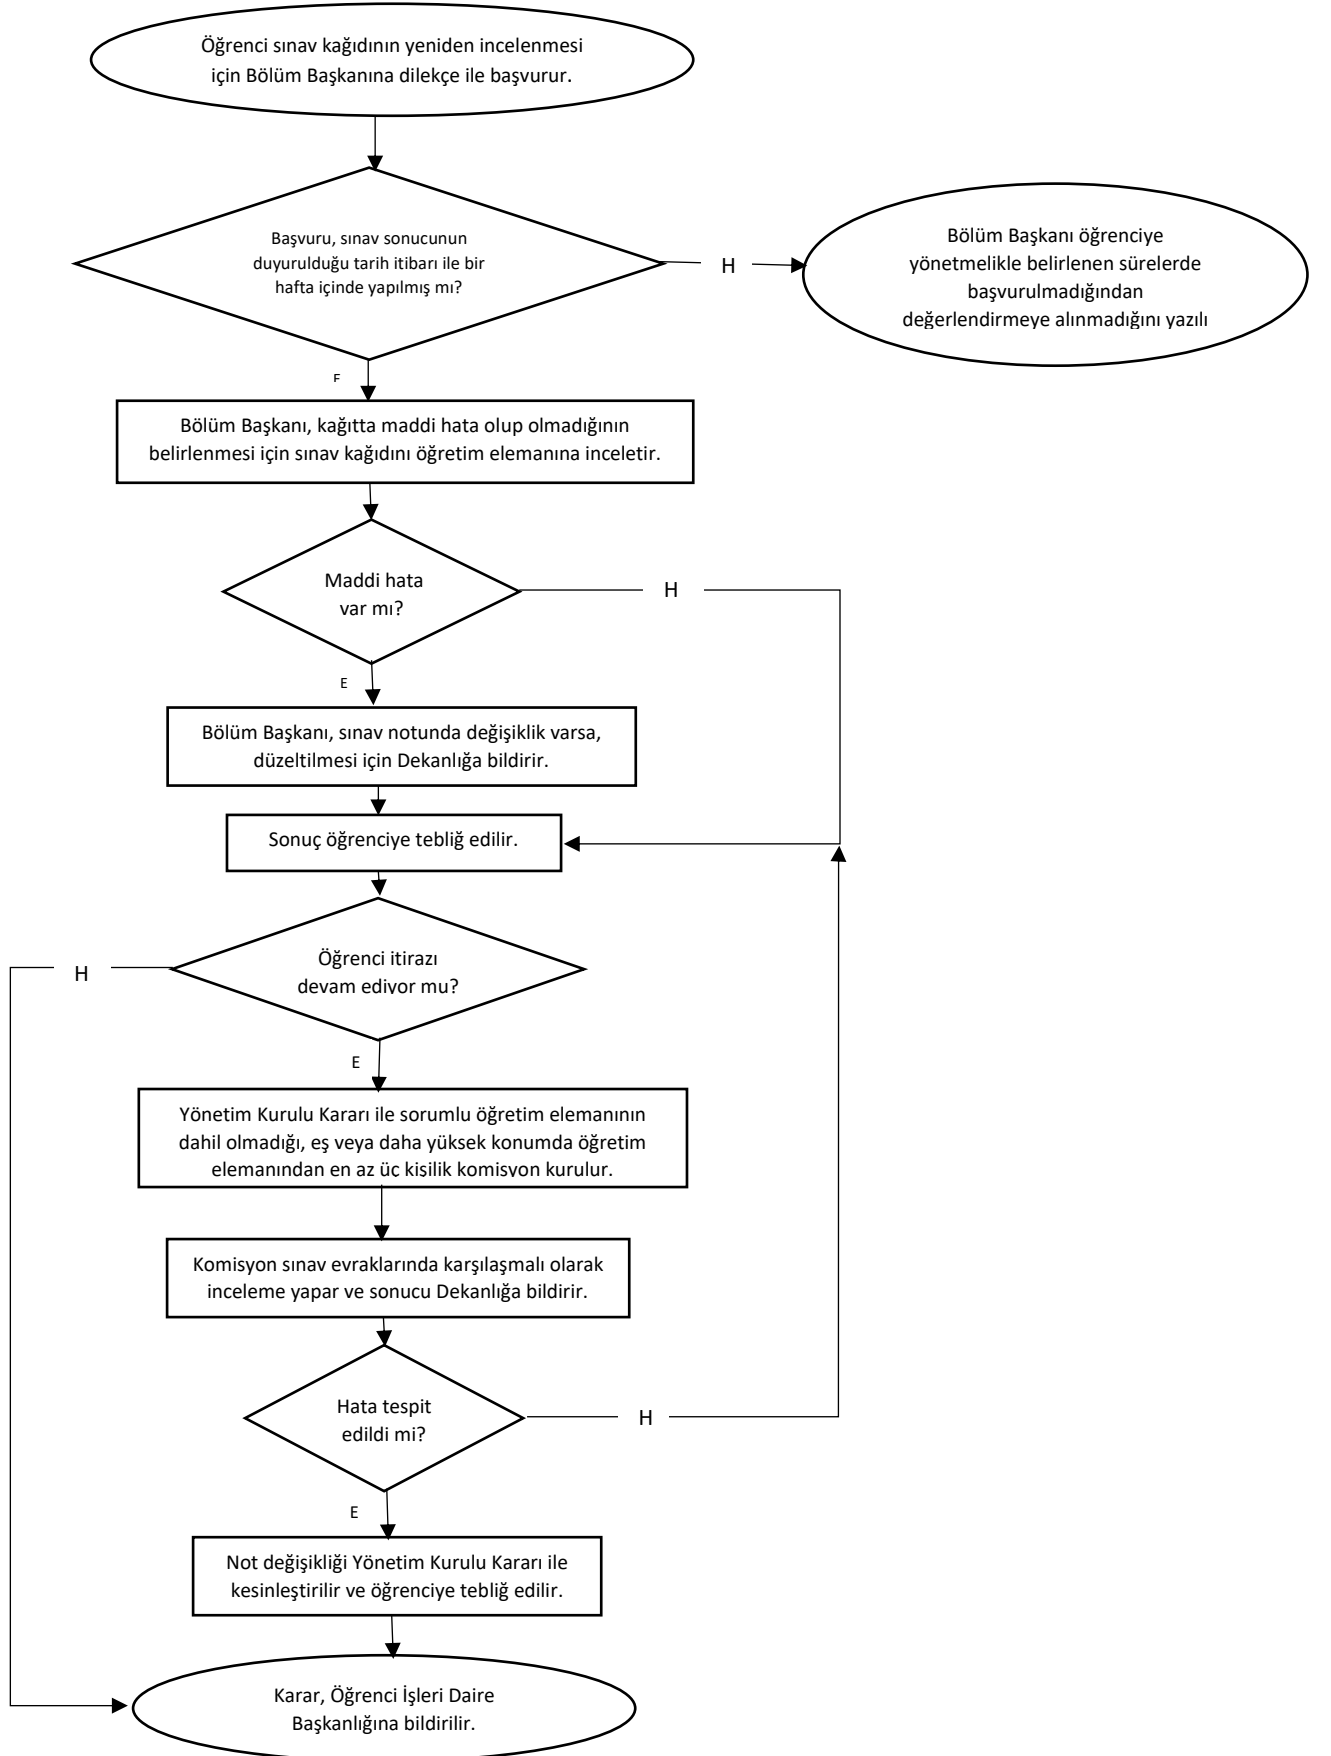 Öğrenci sınav kağıdının yeniden incelenmesi
için Bölüm Başkanına dilekçe ile başvurur.
Başvuru, sınav sonucunun
duyurulduğu tarih itibarı ile bir
hafta içinde yapılmış mı?
H
Bölüm Başkanı öğrenciye
yönetmelikle belirlenen sürelerde
başvurulmadığından
değerlendirmeye alınmadığını yazılı
Bölüm Başkanı, kağıtta maddi hata olup olmadığının
belirlenmesi için sınav kağıdını öğretim elemanına inceletir.
Maddi hata
var mı?
H
E
Bölüm Başkanı, sınav notunda değişiklik varsa,
düzeltilmesi için Dekanlığa bildirir.
Sonuç öğrenciye tebliğ edilir.
Öğrenci itirazı
devam ediyor mu?
H
E
Yönetim Kurulu Kararı ile sorumlu öğretim elemanının
dahil olmadığı, eş veya daha yüksek konumda öğretim
elemanından en az üç kişilik komisyon kurulur.
Komisyon sınav evraklarında karşılaşmalı olarak
inceleme yapar ve sonucu Dekanlığa bildirir.
Hata tespit
edildi mi?
H
E
Not değişikliği Yönetim Kurulu Kararı ile
kesinleştirilir ve öğrenciye tebliğ edilir.
Karar, Öğrenci İşleri Daire
Başkanlığına bildirilir.